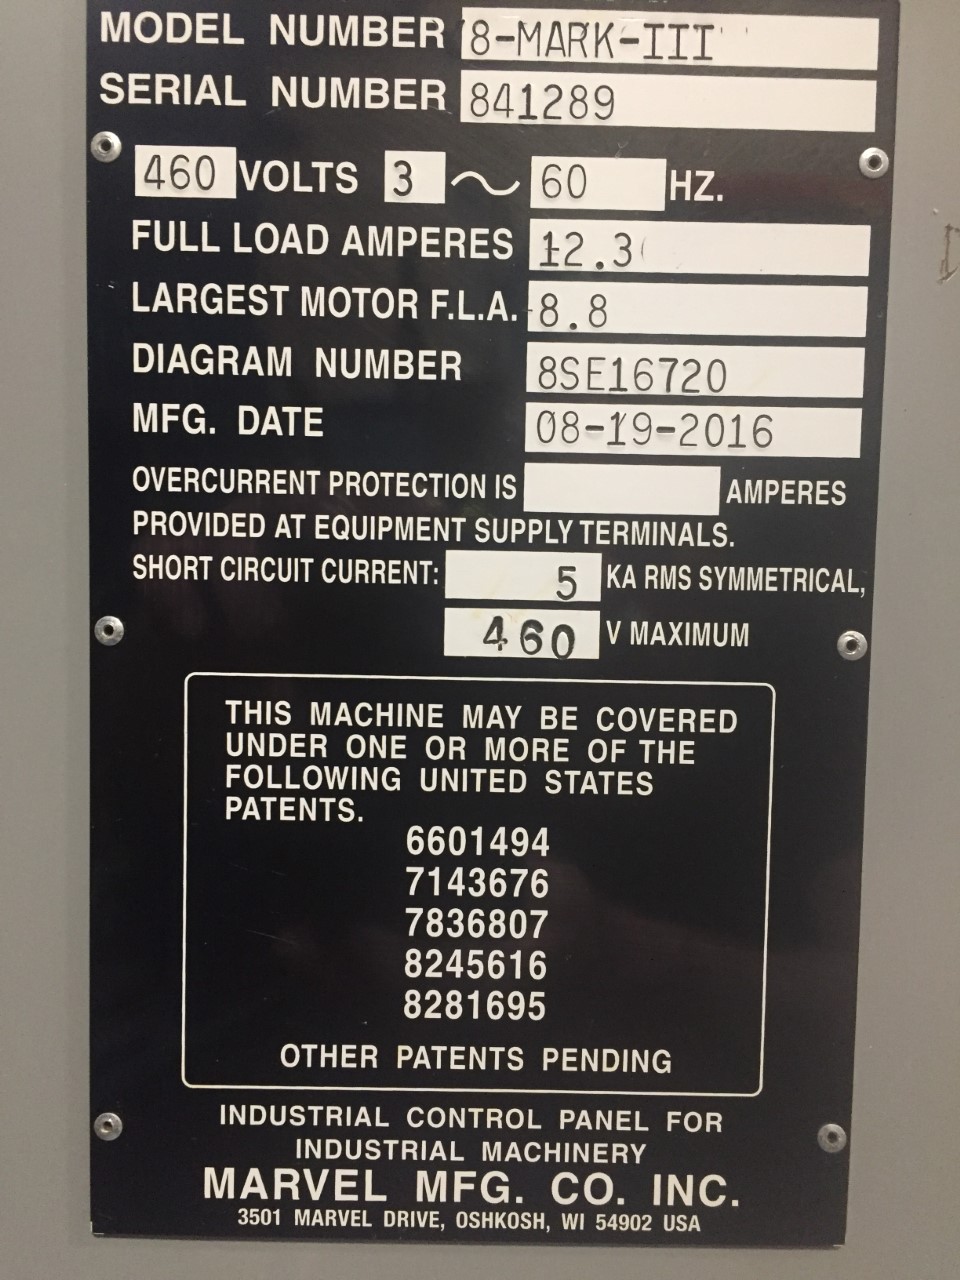 MODEL NUMBER 8-MARK-III
SERIAL NUMBER 841289
460 VOLTS 3 ~ 60 HZ.
FULL LOAD AMPERES 12.3
LARGEST MOTOR F.L.A. 8.8
DIAGRAM NUMBER 8SE16720
MFG. DATE 08-19-2016
OVERCURRENT PROTECTION IS AMPERES
PROVIDED AT EQUIPMENT SUPPLY TERMINALS.
SHORT CIRCUIT CURRENT: 5 KA RMS SYMMETRICAL,
460 V MAXIMUM
THIS MACHINE MAY BE COVERED
UNDER ONE OR MORE OF THE
FOLLOWING UNITED STATES
PATENTS.
6601494
7143676
7836807
8245616
8281695
OTHER PATENTS PENDING
INDUSTRIAL CONTROL PANEL FOR
INDUSTRIAL MACHINERY
MARVEL MFG. CO. INC.
3501 MARVEL DRIVE, OSHKOSH, WI 54902 USA